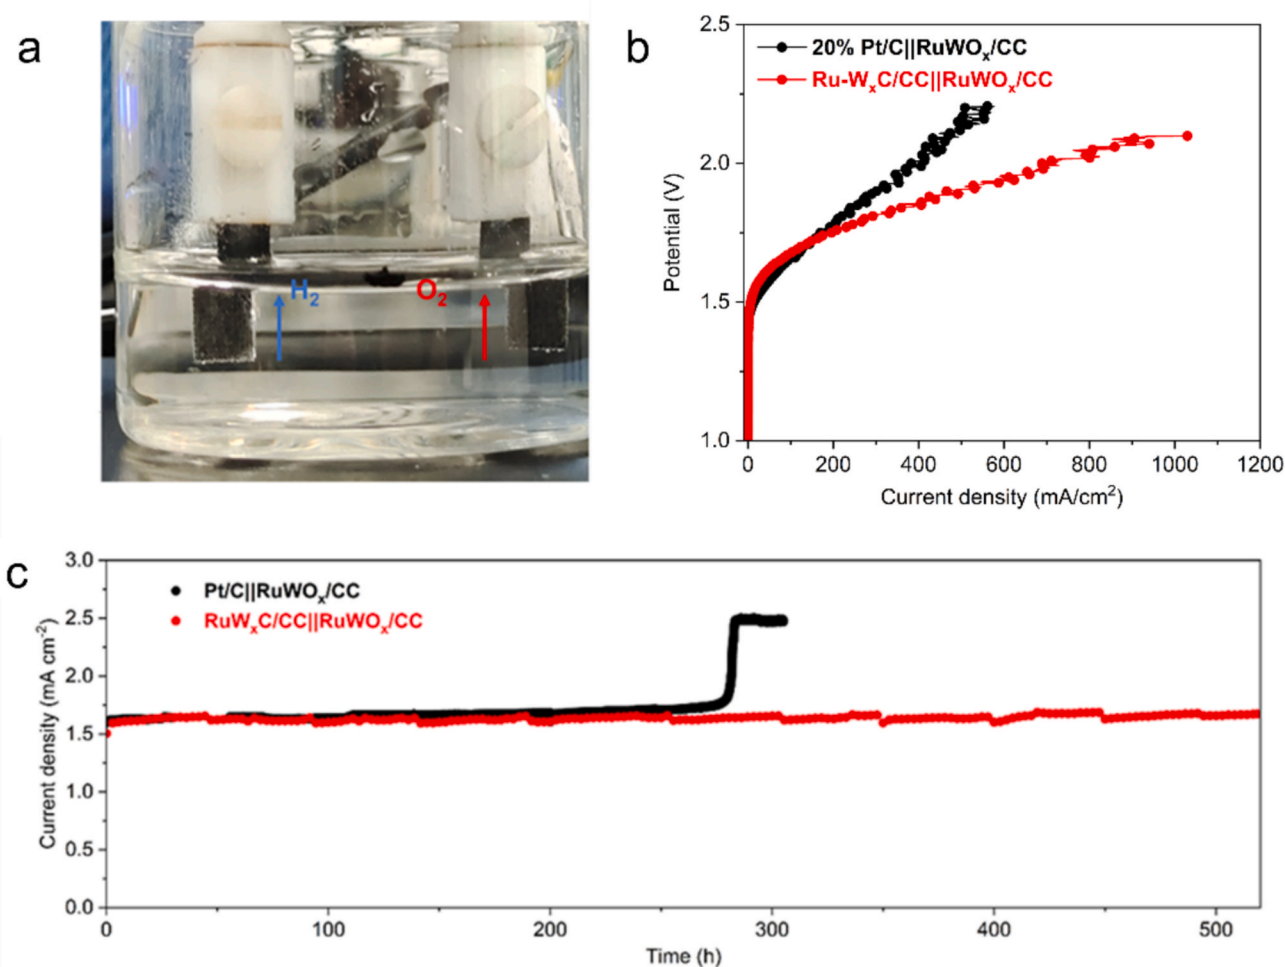 a
H₂
O₂
b
2.5
2.0
1.5
1.0
Potential (V)
20% Pt/C||RuWOₓ/CC
Ru-WₓC/CC||RuWOₓ/CC
0
200
400
600
800
1000
1200
Current density (mA/cm²)
c
3.0
2.5
2.0
1.5
1.0
0.5
0.0
Current density (mA cm⁻²)
Pt/C||RuWOₓ/CC
RuWₓC/CC||RuWOₓ/CC
0
100
200
300
400
500
Time (h)